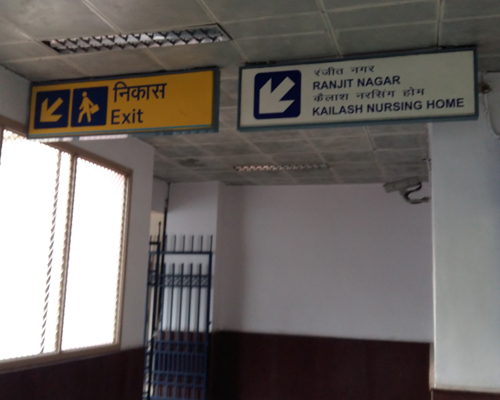 निकास
Exit
रंजीत नगर
RANJIT NAGAR
कैलाश नरसिंग होम
KAILASH NURSING HOME